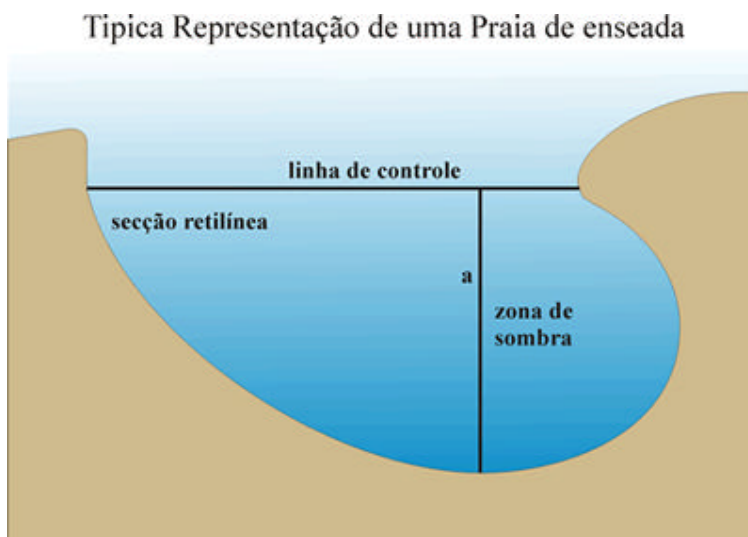 Tipica Representação de uma Praia de enseada
linha de controle
secção retilínea
a
zona de
sombra